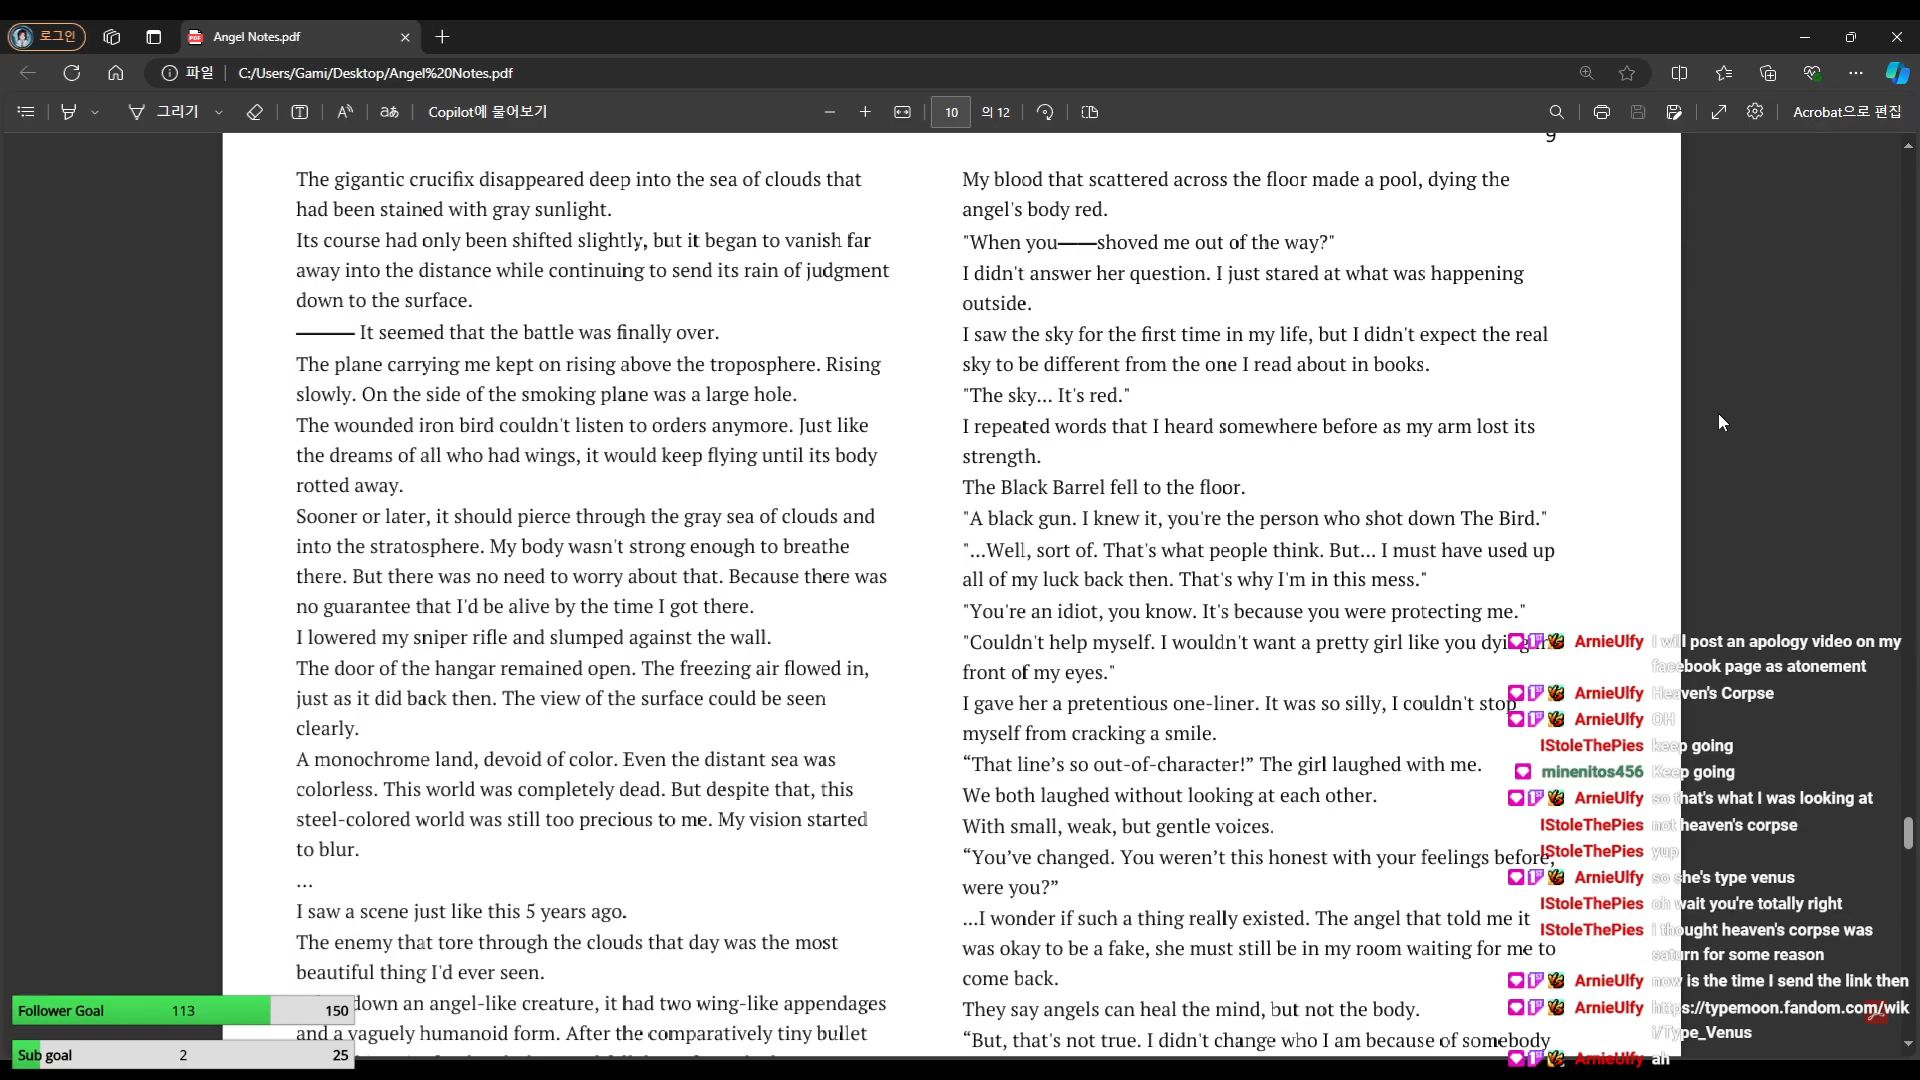 로그인
Angel Notes.pdf
파일
C:/Users/Gami/Desktop/Angel%20Notes.pdf
그리기
Copilot에 물어보기
10
의 12
Acrobat으로 편집
9
The gigantic crucifix disappeared deep into the sea of clouds that
had been stained with gray sunlight.
Its course had only been shifted slightly, but it began to vanish far
away into the distance while continuing to send its rain of judgment
down to the surface.
——— It seemed that the battle was finally over.
The plane carrying me kept on rising above the troposphere. Rising
slowly. On the side of the smoking plane was a large hole.
The wounded iron bird couldn't listen to orders anymore. Just like
the dreams of all who had wings, it would keep flying until its body
rotted away.
Sooner or later, it should pierce through the gray sea of clouds and
into the stratosphere. My body wasn't strong enough to breathe
there. But there was no need to worry about that. Because there was
no guarantee that I'd be alive by the time I got there.
I lowered my sniper rifle and slumped against the wall.
The door of the hangar remained open. The freezing air flowed in,
just as it did back then. The view of the surface could be seen
clearly.
A monochrome land, devoid of color. Even the distant sea was
colorless. This world was completely dead. But despite that, this
steel-colored world was still too precious to me. My vision started
to blur.
…
I saw a scene just like this 5 years ago.
The enemy that tore through the clouds that day was the most
beautiful thing I'd ever seen.
down an angel-like creature, it had two wing-like appendages
and a vaguely humanoid form. After the comparatively tiny bullet
My blood that scattered across the floor made a pool, dying the
angel's body red.
"When you——shoved me out of the way?"
I didn't answer her question. I just stared at what was happening
outside.
I saw the sky for the first time in my life, but I didn't expect the real
sky to be different from the one I read about in books.
"The sky... It's red."
I repeated words that I heard somewhere before as my arm lost its
strength.
The Black Barrel fell to the floor.
"A black gun. I knew it, you're the person who shot down The Bird."
"...Well, sort of. That's what people think. But... I must have used up
all of my luck back then. That's why I'm in this mess."
"You're an idiot, you know. It's because you were protecting me."
"Couldn't help myself. I wouldn't want a pretty girl like you dying in
front of my eyes."
I gave her a pretentious one-liner. It was so silly, I couldn't stop
myself from cracking a smile.
“That line’s so out-of-character!” The girl laughed with me.
We both laughed without looking at each other.
With small, weak, but gentle voices.
“You’ve changed. You weren’t this honest with your feelings before,
were you?”
...I wonder if such a thing really existed. The angel that told me it
was okay to be a fake, she must still be in my room waiting for me to
come back.
They say angels can heal the mind, but not the body.
“But, that's not true. I didn't change who I am because of somebody
ArnieUlfy I will post an apology video on my
facebook page as atonement
ArnieUlfy Heaven's Corpse
ArnieUlfy OH
IStoleThePies keep going
minenitos456 Keep going
ArnieUlfy so that's what I was looking at
IStoleThePies not heaven's corpse
IStoleThePies yup
ArnieUlfy so she's type venus
IStoleThePies oh wait you're totally right
IStoleThePies i thought heaven's corpse was
saturn for some reason
ArnieUlfy now is the time I send the link then
ArnieUlfy https://typemoon.fandom.com/wik
i/Type_Venus
ArnieUlfy ah
Follower Goal 113 150
Sub goal 2 25